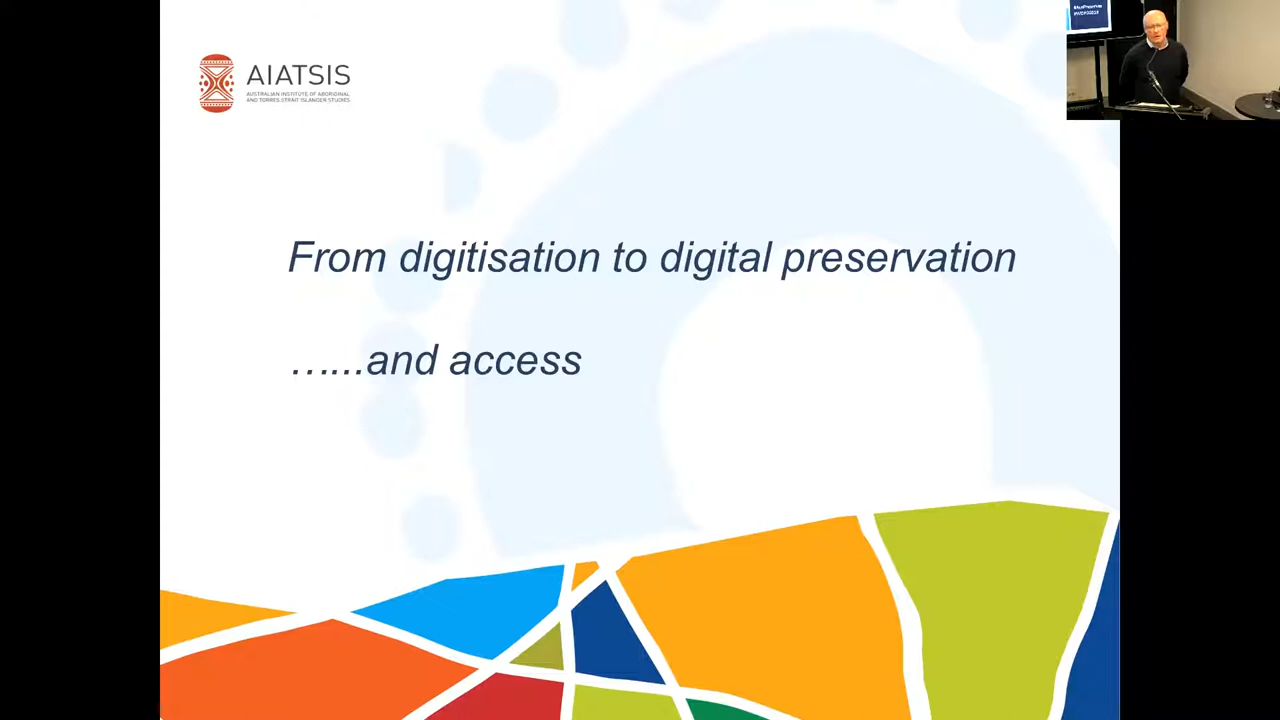 AIATSIS
AUSTRALIAN INSTITUTE OF ABORIGINAL
AND TORRES STRAIT ISLANDER STUDIES
From digitisation to digital preservation
…...and access